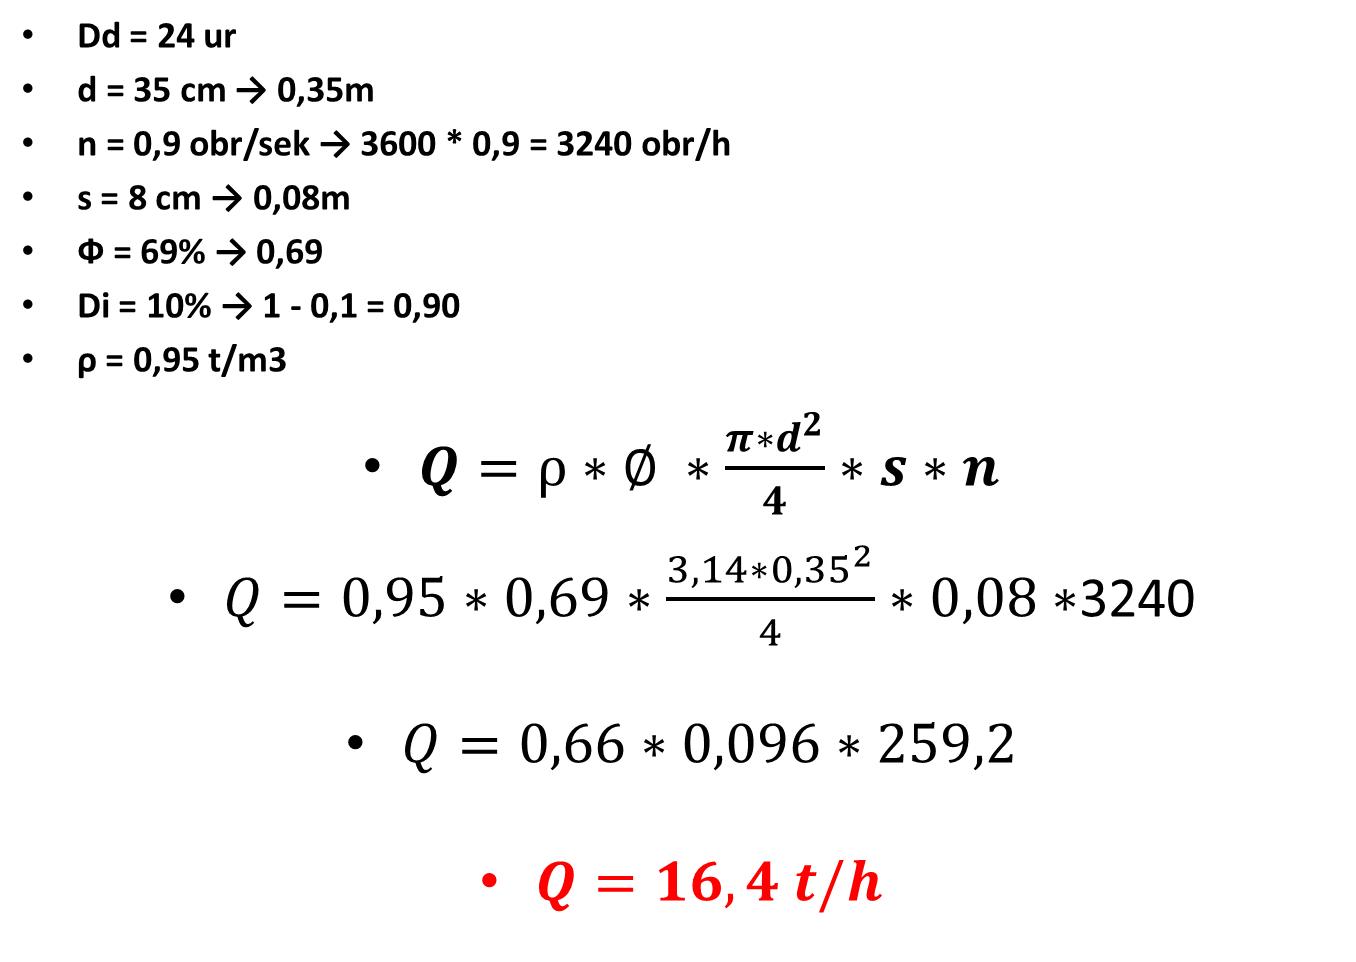 • Dd = 24 ur
• d = 35 cm → 0,35m
• n = 0,9 obr/sek → 3600 * 0,9 = 3240 obr/h
• s = 8 cm → 0,08m
• Φ = 69% → 0,69
• Di = 10% → 1 - 0,1 = 0,90
• ρ = 0,95 t/m3
• Q = ρ ∗ ∅ ∗ π∗d²/4 ∗ s ∗ n
• Q = 0,95 ∗ 0,69 ∗ 3,14∗0,35²/4 ∗ 0,08 ∗3240
• Q = 0,66 ∗ 0,096 ∗ 259,2
• Q = 16,4 t/h